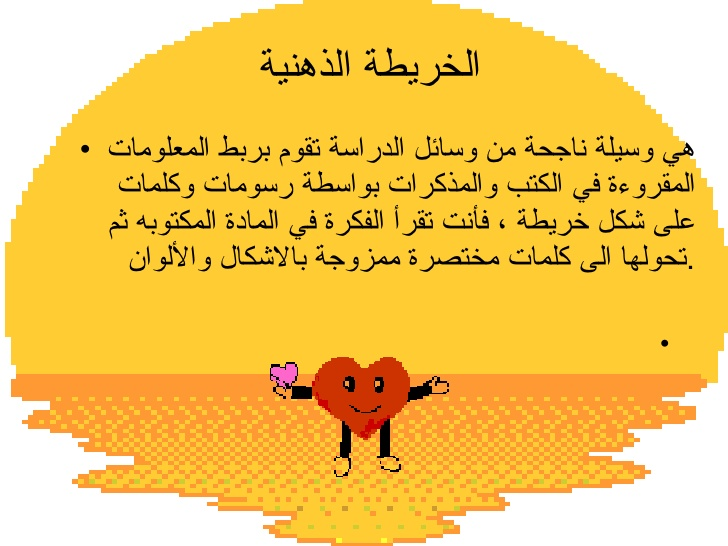 الخريطة الذهنية
• هي وسيلة ناجحة من وسائل الدراسة تقوم بربط المعلومات
المقروءة في الكتب والمذكرات بواسطة رسومات وكلمات
على شكل خريطة ، فأنت تقرأ الفكرة في المادة المكتوبه ثم
تحولها الى كلمات مختصرة ممزوجة بالاشكال والألوان.
•